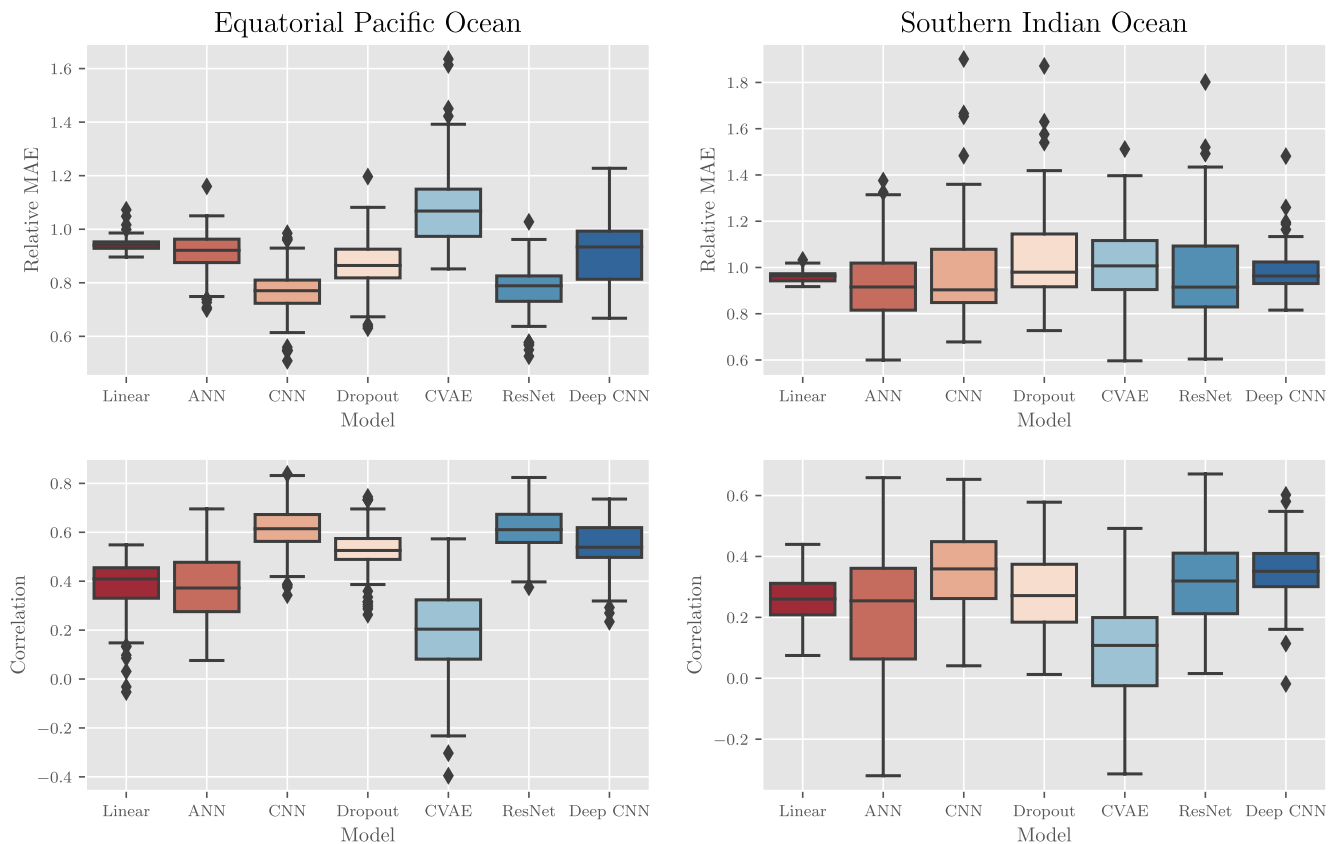 Equatorial Pacific Ocean
Relative MAE
1.6
1.4
1.2
1.0
0.8
0.6
Linear ANN CNN Dropout CVAE ResNet Deep CNN
Model
Southern Indian Ocean
Relative MAE
1.8
1.6
1.4
1.2
1.0
0.8
0.6
Linear ANN CNN Dropout CVAE ResNet Deep CNN
Model
Correlation
0.8
0.6
0.4
0.2
0.0
−0.2
−0.4
Linear ANN CNN Dropout CVAE ResNet Deep CNN
Model
Correlation
0.6
0.4
0.2
0.0
−0.2
Linear ANN CNN Dropout CVAE ResNet Deep CNN
Model